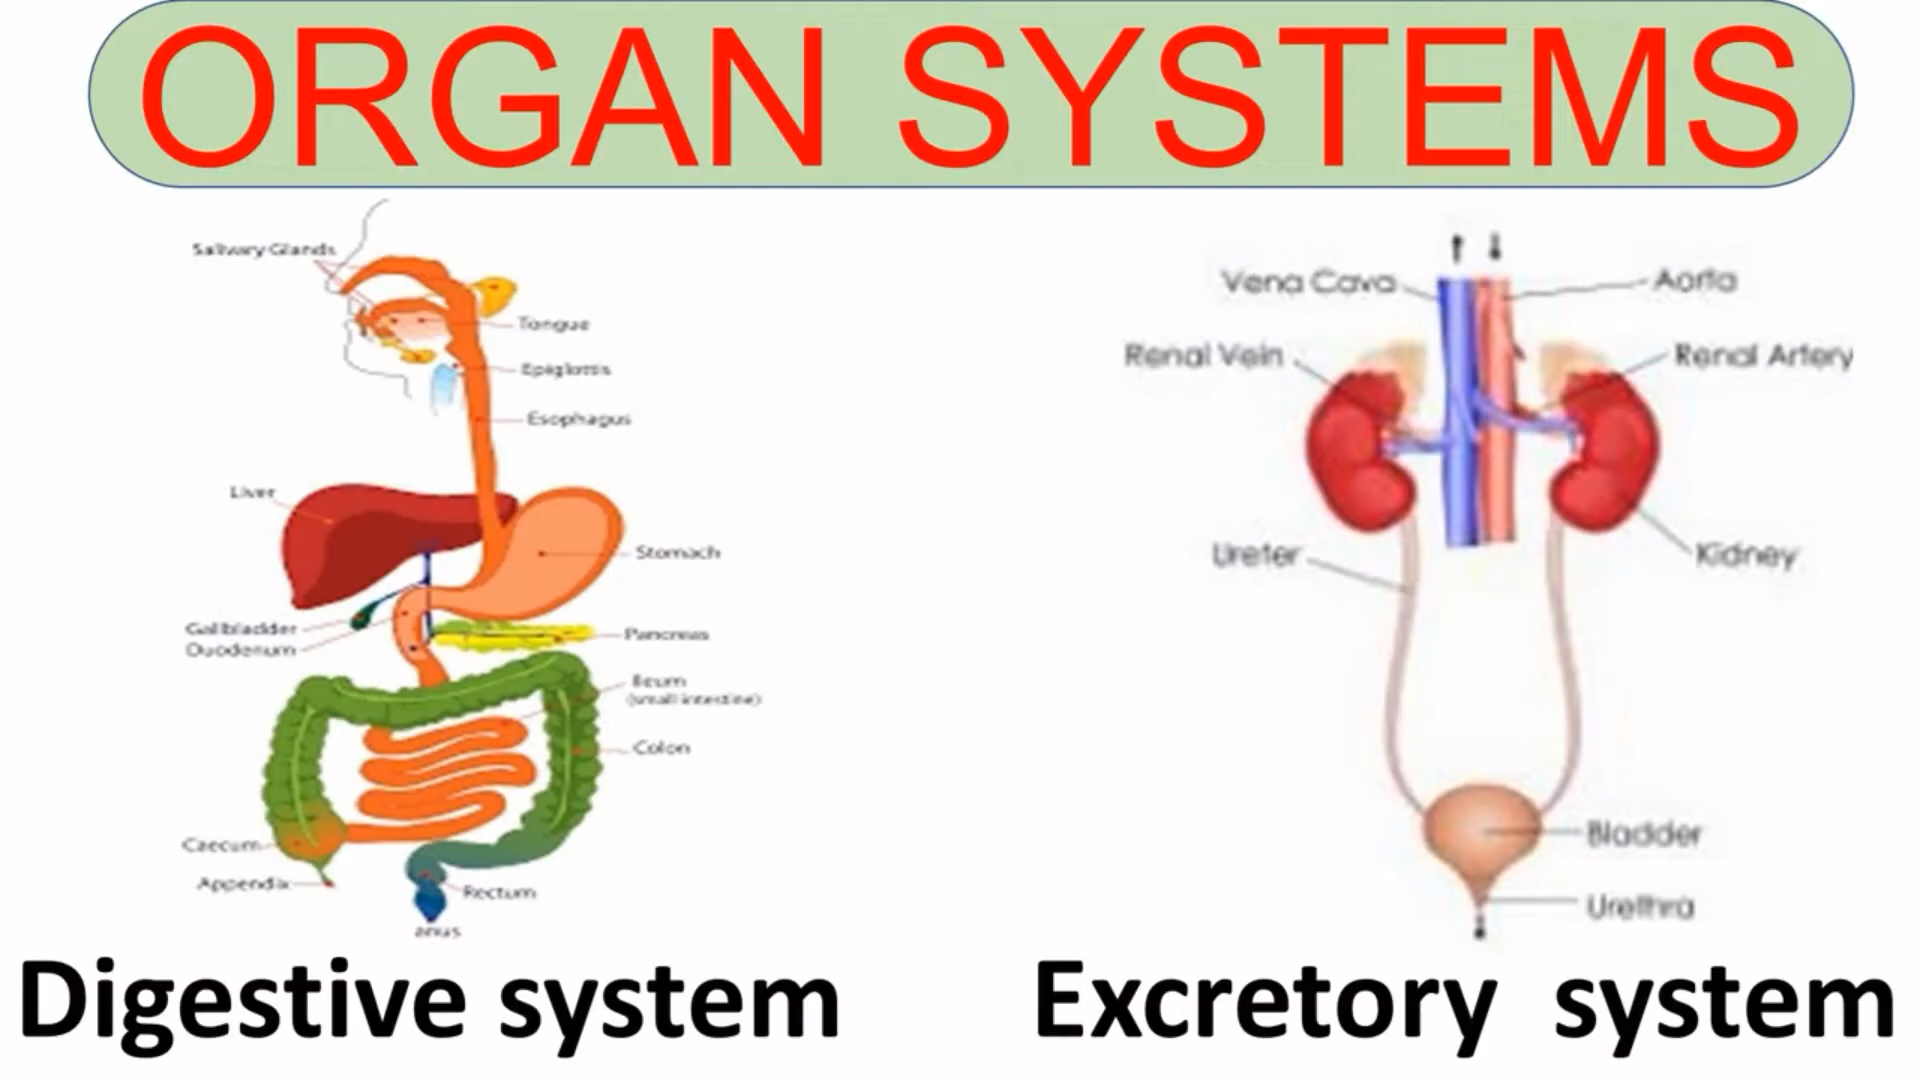 ORGAN SYSTEMS
Salivary Glands
Tongue
Epiglottis
Esophagus
Liver
Stomach
Gallbladder
Duodenum
Pancreas
Ileum
(small intestine)
Colon
Caecum
Appendix
Rectum
anus
Digestive system
Vena Cava
Aorta
Renal Vein
Renal Artery
Ureter
Kidney
Bladder
Urethra
Excretory system